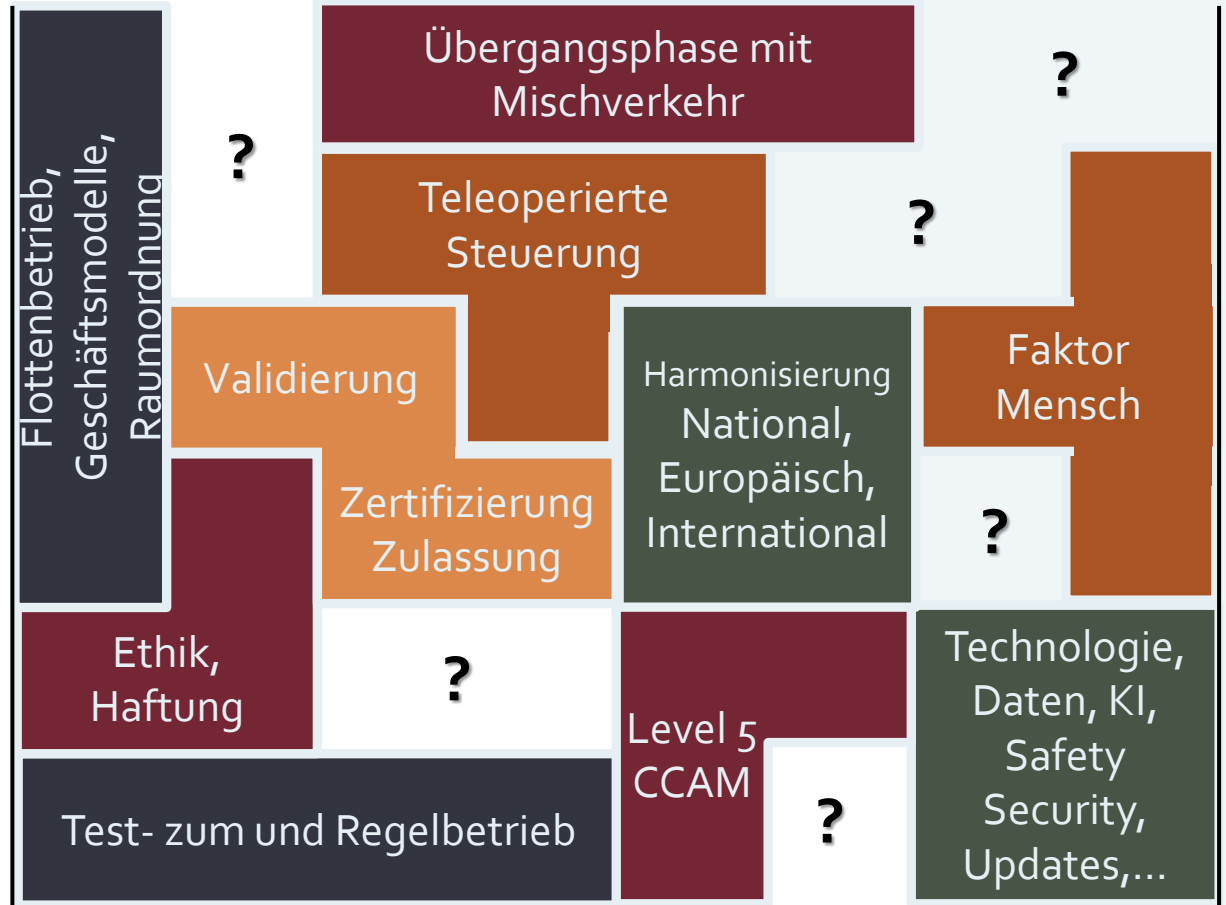 Übergangsphase mit
Mischverkehr
?
?
Flottenbetrieb,
Geschäftsmodelle,
Raumordnung
Teleoperierte
Steuerung
?
Validierung
Harmonisierung
National,
Europäisch,
International
Faktor
Mensch
Zertifizierung
Zulassung
?
Ethik,
Haftung
?
Level 5
CCAM
?
Technologie,
Daten, KI,
Safety
Security,
Updates,...
Test- zum und Regelbetrieb